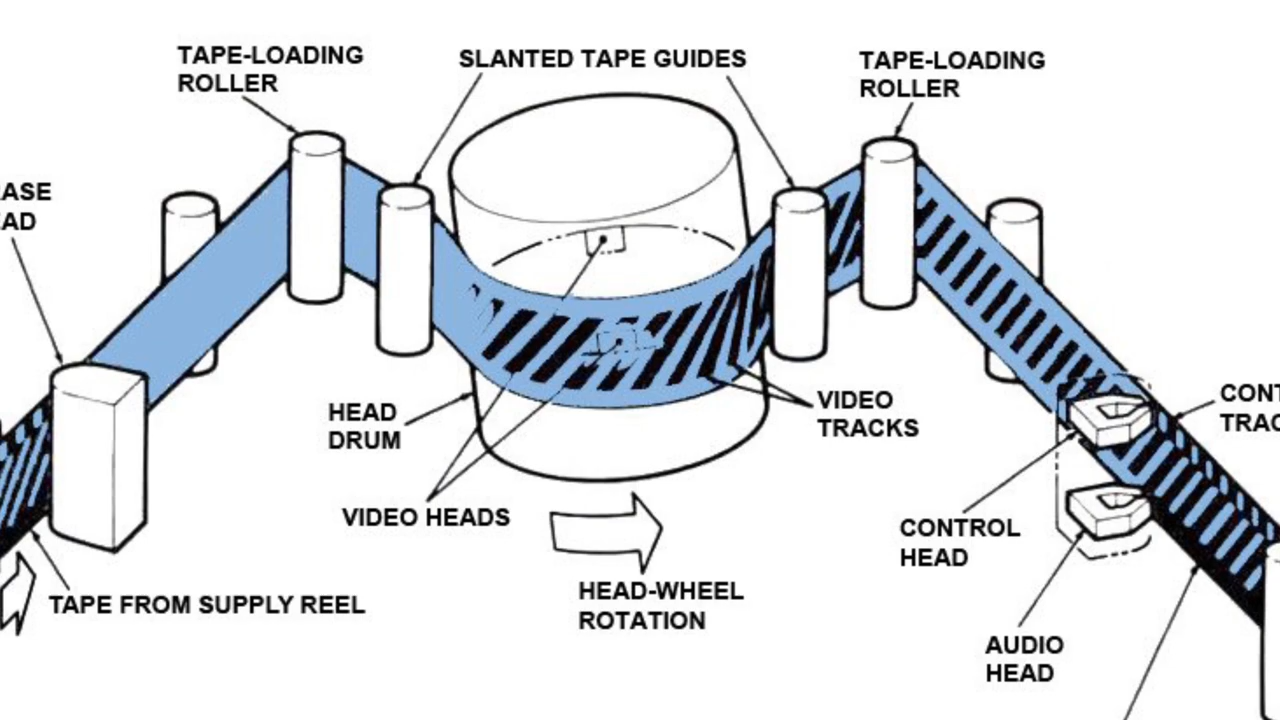 TAPE-LOADING
ROLLER
SLANTED TAPE GUIDES
TAPE-LOADING
ROLLER
RASE
AD
HEAD
DRUM
VIDEO
TRACKS
CONT
TRAC
VIDEO HEADS
CONTROL
HEAD
HEAD-WHEEL
ROTATION
TAPE FROM SUPPLY REEL
AUDIO
HEAD